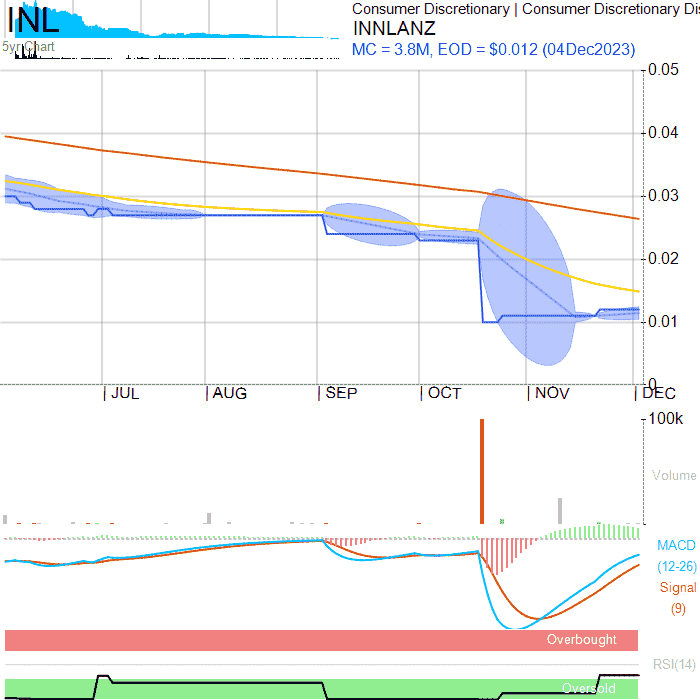 INL
Consumer Discretionary | Consumer Discretionary Dis
INNLANZ
5yr Chart
MC = 3.8M, EOD = $0.012 (04Dec2023)
0.05
0.04
0.03
0.02
0.01
0
JUL AUG SEP OCT NOV DEC
100k
Volume
MACD
(12-26)
Signal
(9)
Overbought
RSI(14)
Oversold